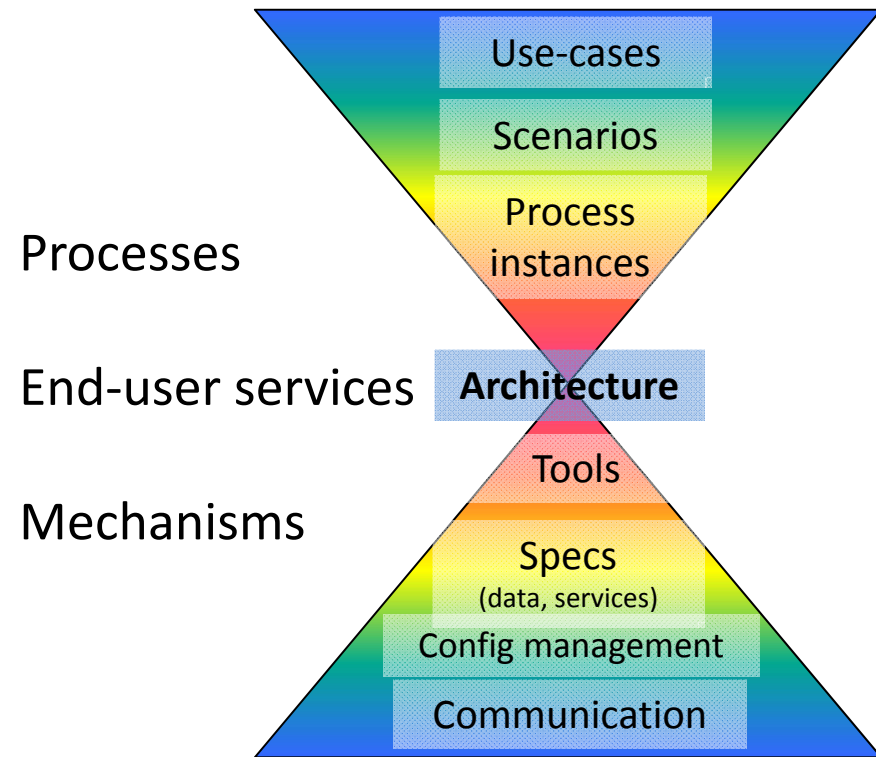 Use-cases
Scenarios
Process
instances
Processes
End-user services
Architecture
Tools
Mechanisms
Specs
(data, services)
Config management
Communication